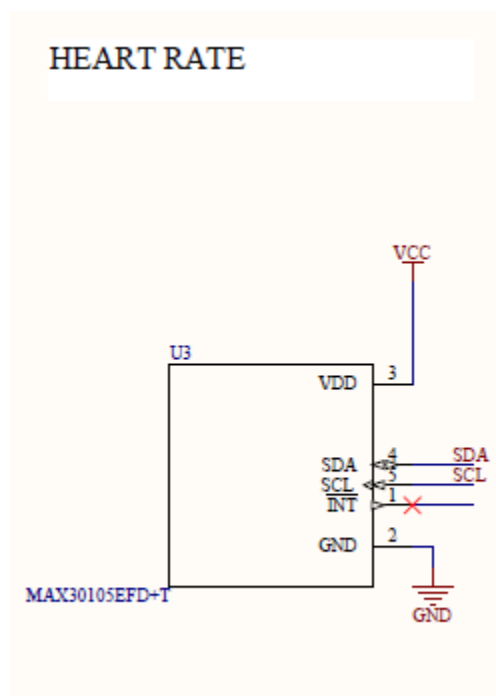 HEART RATE
VCC
U3
VDD 3
SDA 4 SDA
SCL 5 SCL
INT 1
GND 2
MAX30105EFD+T
GND